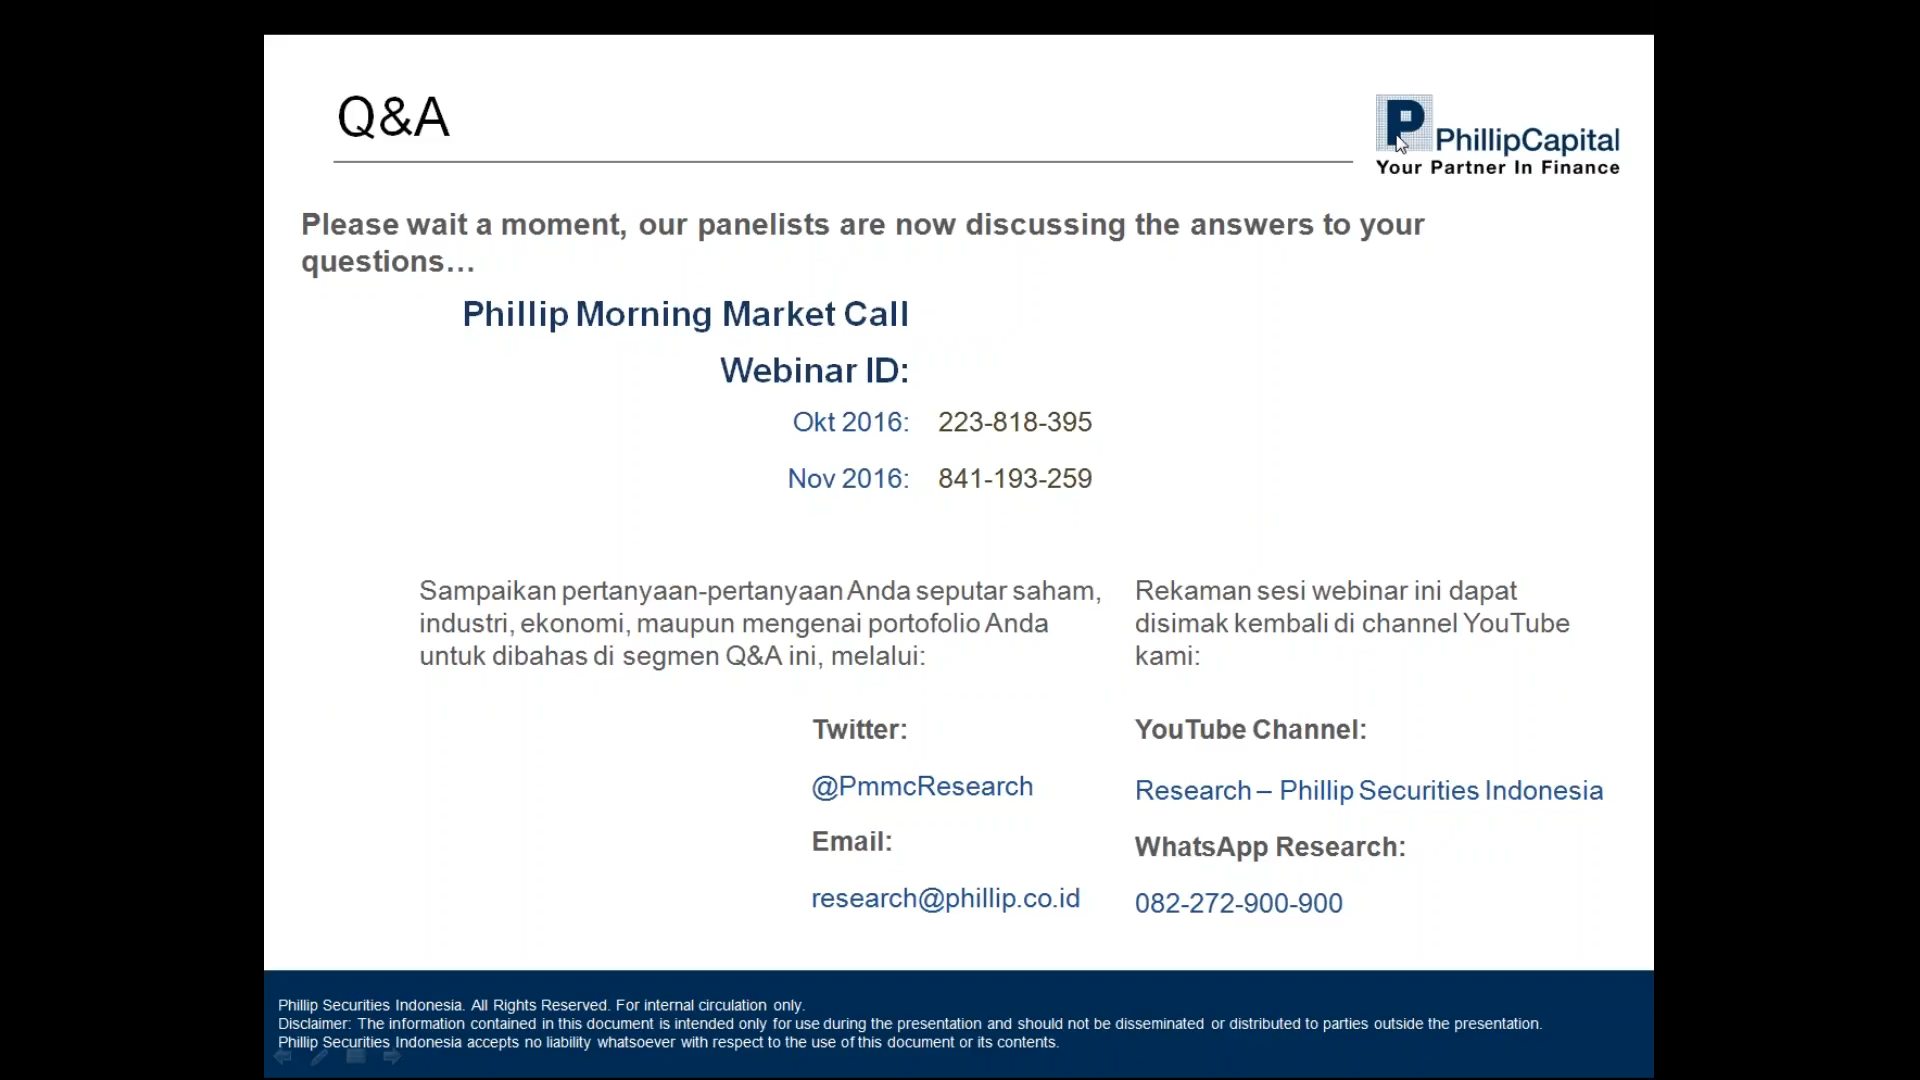 Q&A
P PhillipCapital
Your Partner In Finance
Please wait a moment, our panelists are now discussing the answers to your
questions…
Phillip Morning Market Call
Webinar ID:
Okt 2016: 223-818-395
Nov 2016: 841-193-259
Sampaikan pertanyaan-pertanyaan Anda seputar saham,
industri, ekonomi, maupun mengenai portofolio Anda
untuk dibahas di segmen Q&A ini, melalui:
Twitter:
@PmmcResearch
Email:
research@phillip.co.id
Rekaman sesi webinar ini dapat
disimak kembali di channel YouTube
kami:
YouTube Channel:
Research – Phillip Securities Indonesia
WhatsApp Research:
082-272-900-900
Phillip Securities Indonesia. All Rights Reserved. For internal circulation only.
Disclaimer: The information contained in this document is intended only for use during the presentation and should not be disseminated or distributed to parties outside the presentation.
Phillip Securities Indonesia accepts no liability whatsoever with respect to the use of this document or its contents.